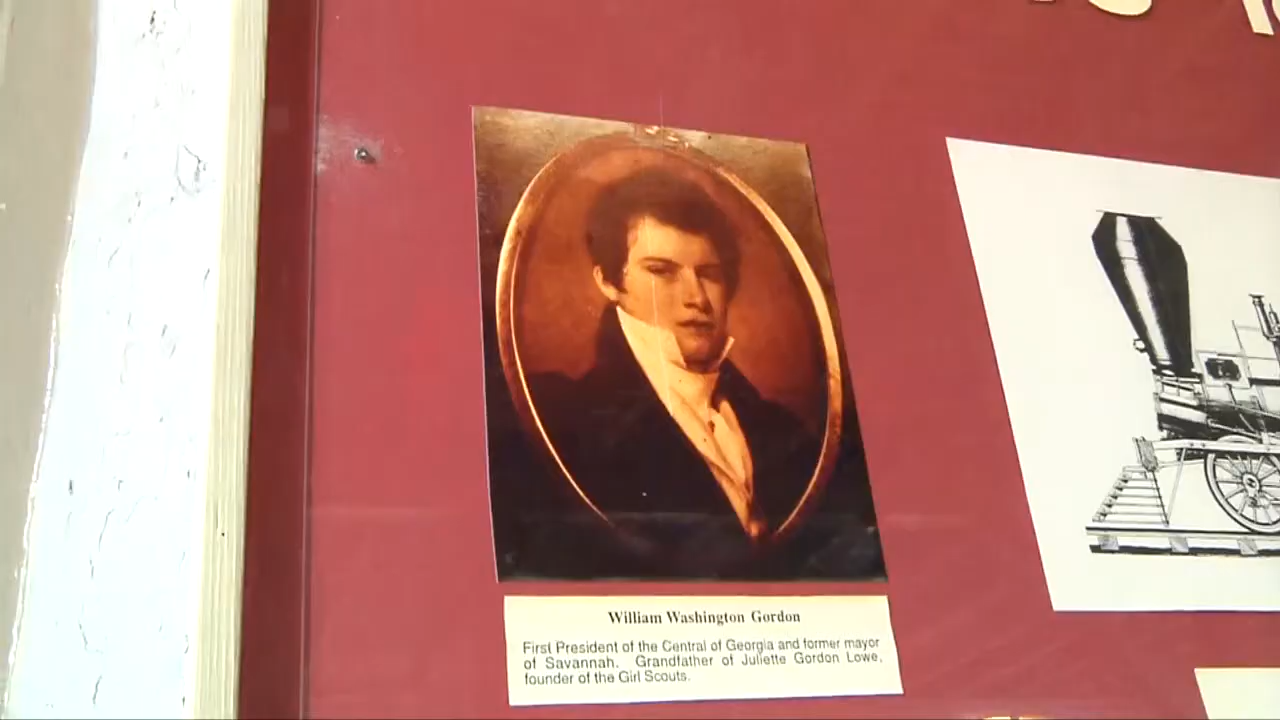 William Washington Gordon
First President of the Central of Georgia and former mayor
of Savannah. Grandfather of Juliette Gordon Lowe,
founder of the Girl Scouts.